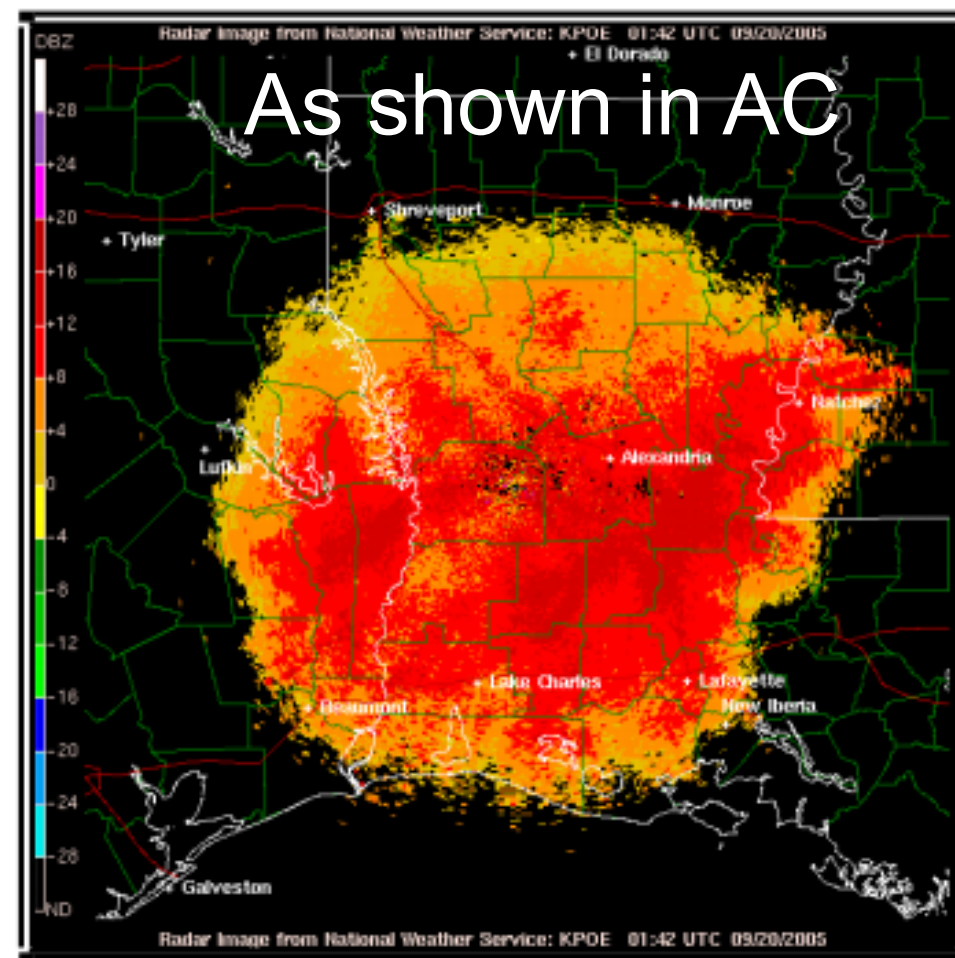 Radar Image from National Weather Service: KPOE 01:42 UTC 09/20/2005
DBZ
El Dorado
As shown in AC
+28
+24
+20
+16
+12
+8
+4
0
-4
-8
-12
-16
-20
-24
-28
ND
Shreveport
Monroe
Tyler
Natchez
Lufkin
Alexandria
Lake Charles
Lafayette
Beaumont
New Iberia
Galveston
Radar Image from National Weather Service: KPOE 01:42 UTC 09/20/2005